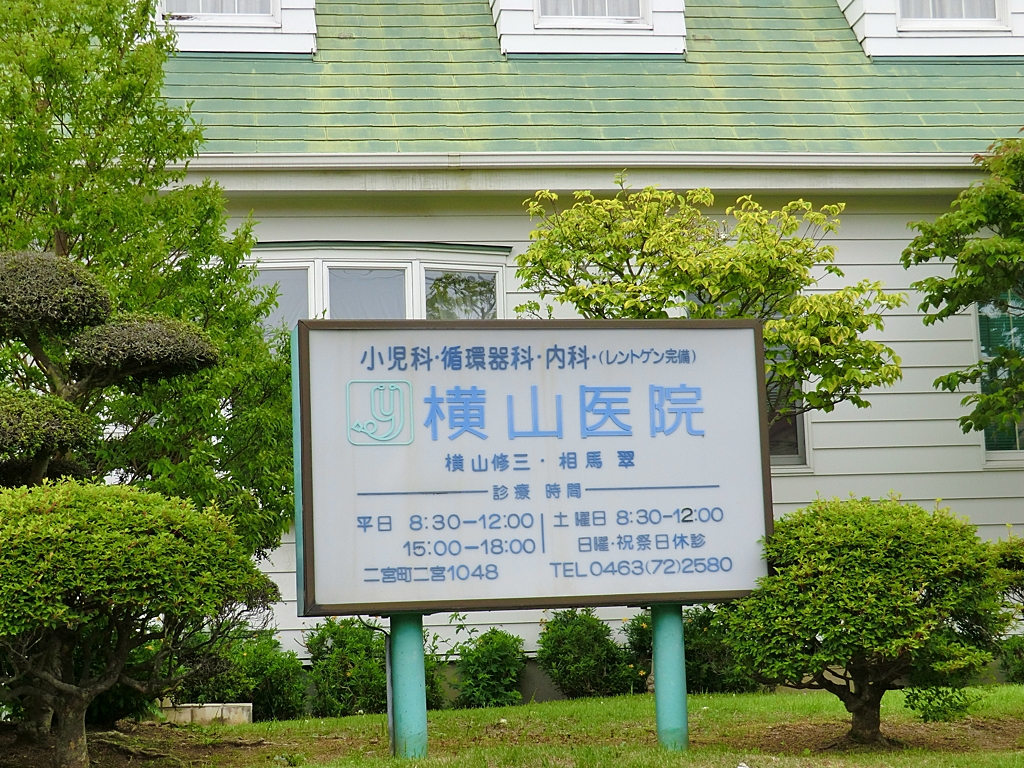 小児科・循環器科・内科・(レントゲン完備)
横山医院
横山修三・相馬 翠
診療 時間
平日 8:30-12:00
15:00-18:00
土曜日 8:30-12:00
日曜・祝祭日休診
二宮町二宮1048
TEL0463(72)2580